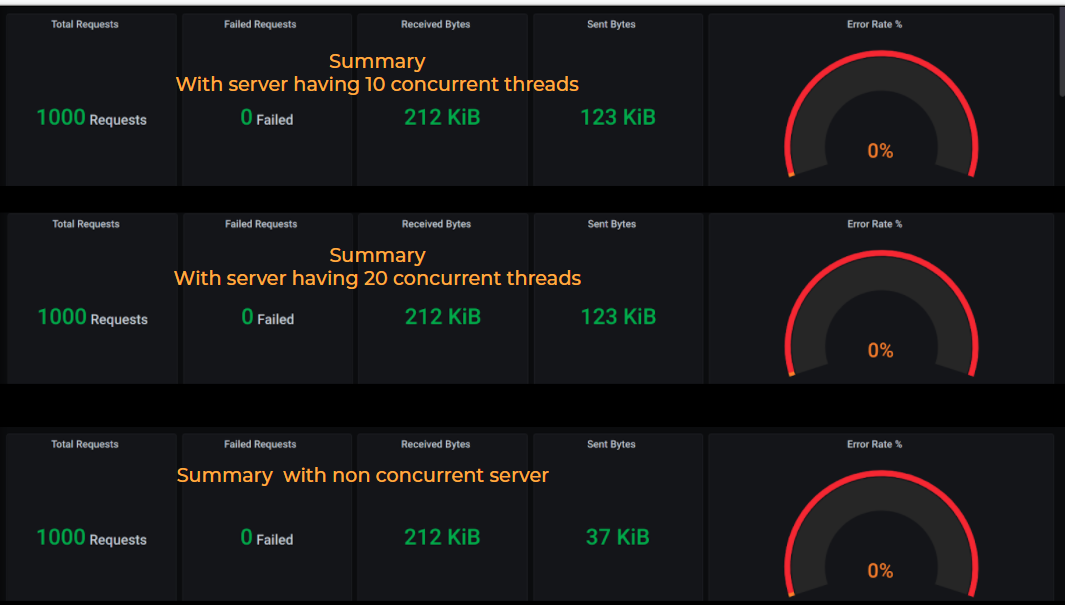 Total Requests Failed Requests Received Bytes Sent Bytes Error Rate %
Summary
With server having 10 concurrent threads
1000 Requests 0 Failed 212 KiB 123 KiB
0%
Total Requests Failed Requests Received Bytes Sent Bytes Error Rate %
Summary
With server having 20 concurrent threads
1000 Requests 0 Failed 212 KiB 123 KiB
0%
Total Requests Failed Requests Received Bytes Sent Bytes Error Rate %
Summary with non concurrent server
1000 Requests 0 Failed 212 KiB 37 KiB
0%